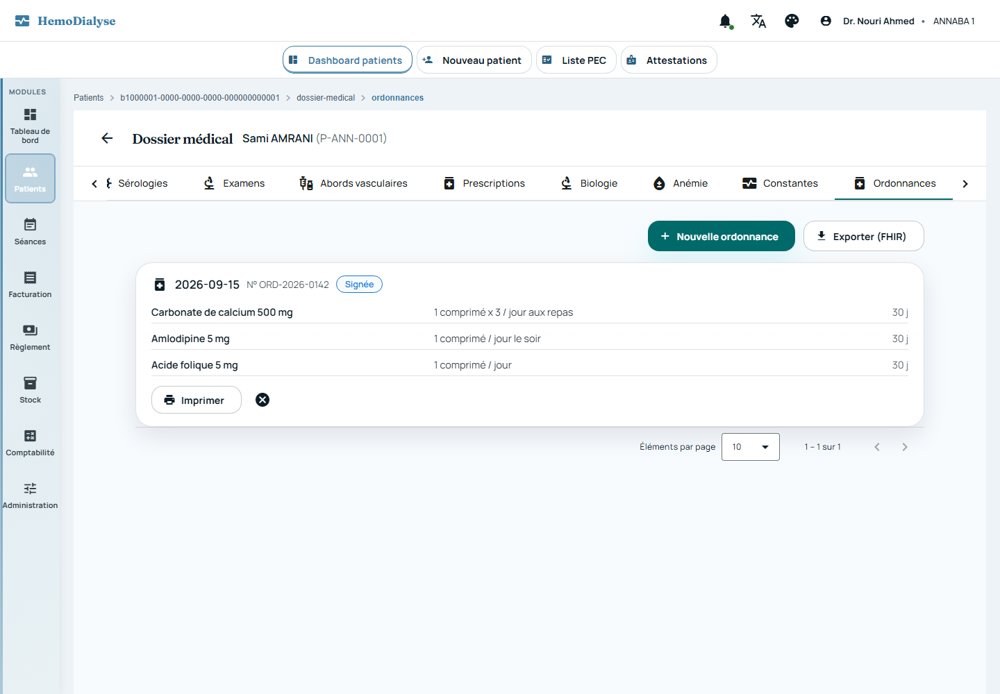 HemoDialyse
Dr. Nouri Ahmed • ANNABA 1
Dashboard patients
Nouveau patient
Liste PEC
Attestations
MODULES
Tableau de
bord
Patients
Séances
Facturation
Règlement
Stock
Comptabilité
Administration
Patients > b1000001-0000-0000-0000-000000000001 > dossier-medical > ordonnances
Dossier médical Sami AMRANI (P-ANN-0001)
Sérologies
Examens
Abords vasculaires
Prescriptions
Biologie
Anémie
Constantes
Ordonnances
+ Nouvelle ordonnance
Exporter (FHIR)
2026-09-15 N° ORD-2026-0142 Signée
Carbonate de calcium 500 mg 1 comprimé x 3 / jour aux repas 30 j
Amlodipine 5 mg 1 comprimé / jour le soir 30 j
Acide folique 5 mg 1 comprimé / jour 30 j
Imprimer
Éléments par page 10 1 – 1 sur 1